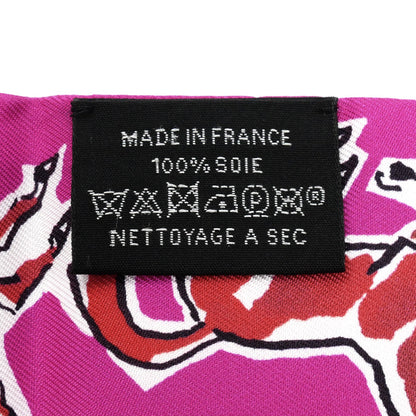 MADE IN FRANCE
100% SOIE
P ®
NETTOYAGE A SEC